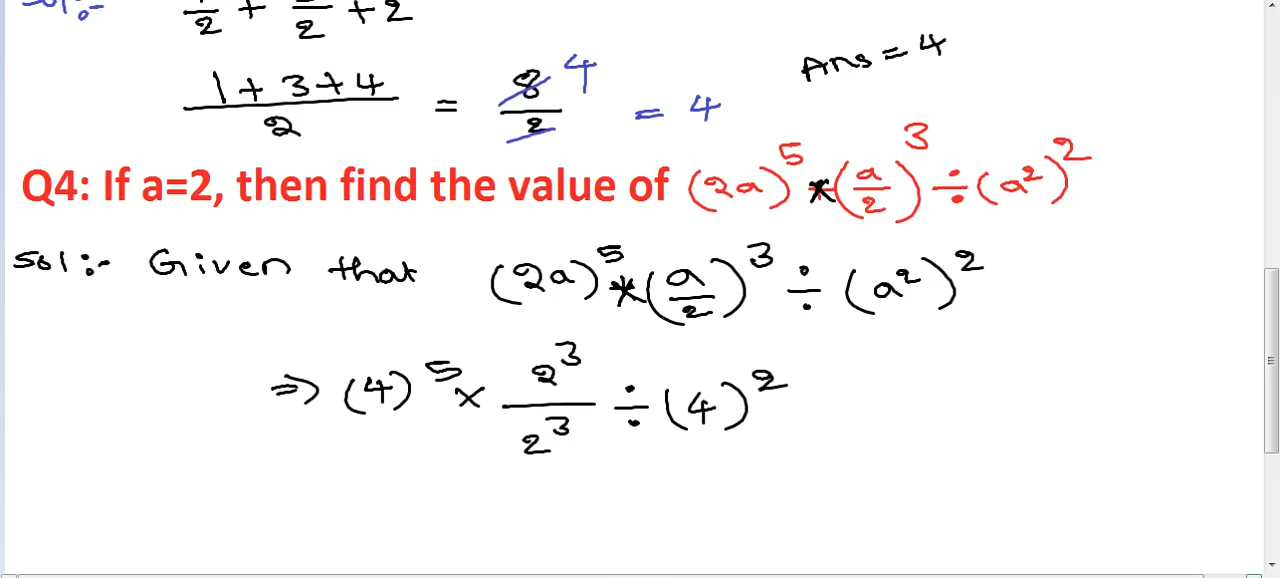 1/2 + 3/2 + 2
(1 + 3 + 4)/2 = 8/2 4 = 4
Ans = 4
Q4: If a=2, then find the value of (2a)^5 * (a/2)^3 ÷ (a^2)^2
Sol :- Given that (2a)^5 * (a/2)^3 ÷ (a^2)^2
⇒ (4)^5 × 2^3/2^3 ÷ (4)^2